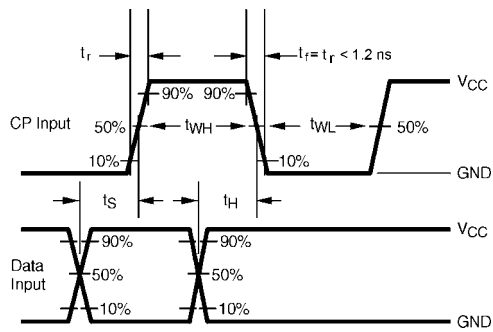 tr tf = tr < 1.2 ns
VCC
90% 90%
CP Input 50% tWH tWL 50%
10% 10%
GND
tS tH
VCC
90% 90%
Data Input 50% 50%
10% 10%
GND